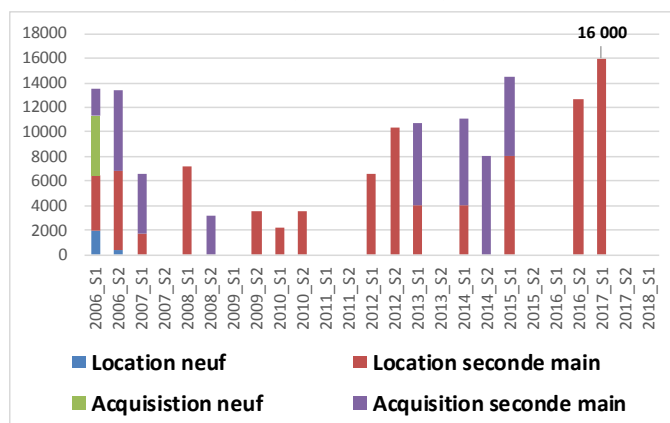 16 000
18000
16000
14000
12000
10000
8000
6000
4000
2000
0
2006_S1
2006_S2
2007_S1
2007_S2
2008_S1
2008_S2
2009_S1
2009_S2
2010_S1
2010_S2
2011_S1
2011_S2
2012_S1
2012_S2
2013_S1
2013_S2
2014_S1
2014_S2
2015_S1
2015_S2
2016_S1
2016_S2
2017_S1
2017_S2
2018_S1
Location neuf
Location seconde main
Acquisistion neuf
Acquisition seconde main